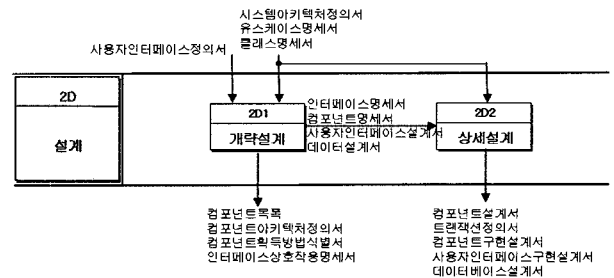 시스템아키텍처정의서
유스케이스명세서
클래스명세서
사용자인터페이스정의서
2D
설계
2D1
개략설계
인터페이스명세서
컴포넌트명세서
사용자인터페이스설계서
데이터설계서
2D2
상세설계
컴포넌트목록
컴포넌트아키텍처정의서
컴포넌트획득방법식별서
인터페이스상호작용명세서
컴포넌트설계서
트랜잭션정의서
컴포넌트구현설계서
사용자인터페이스구현설계서
데이터베이스설계서